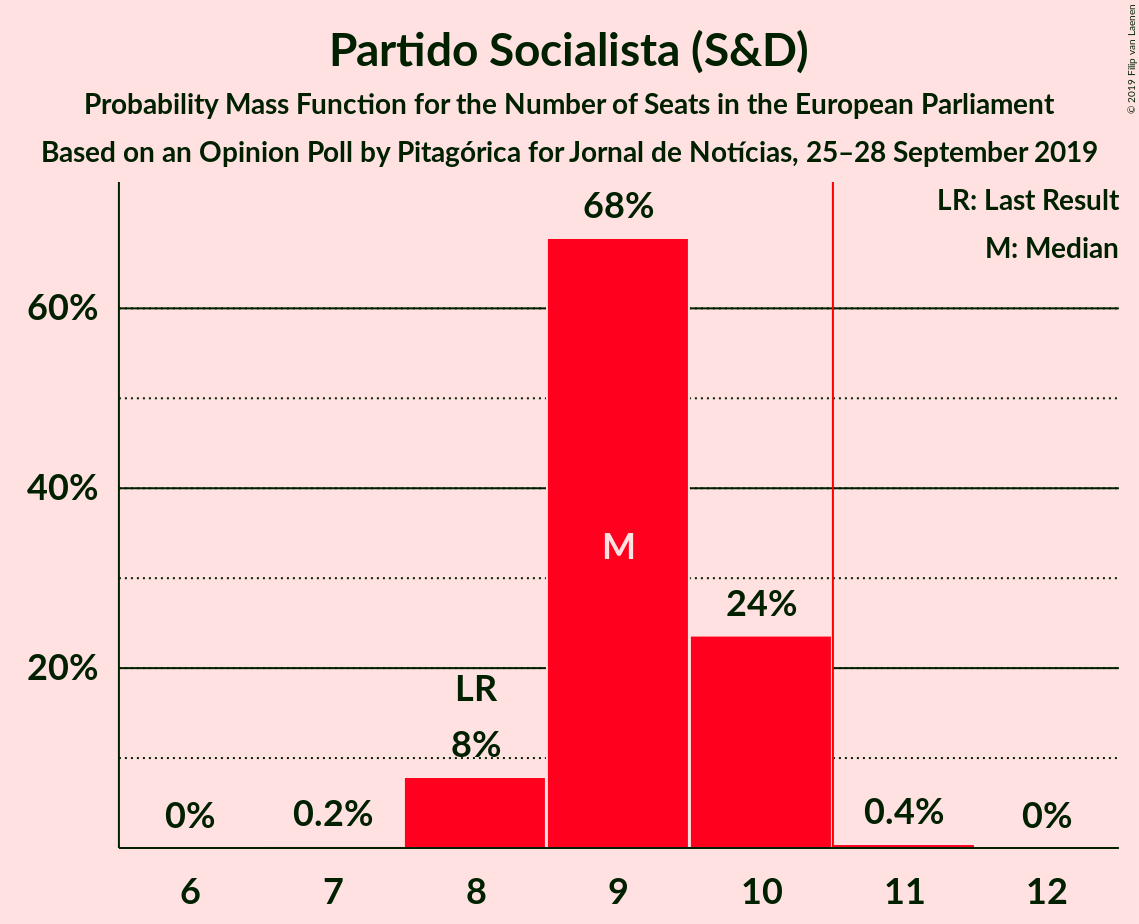 Partido Socialista (S&D)
Probability Mass Function for the Number of Seats in the European Parliament
Based on an Opinion Poll by Pitagórica for Jornal de Notícias, 25–28 September 2019
© 2019 Filip van Laenen
LR: Last Result
M: Median
68%
60%
40%
M
24%
20%
LR
8%
0%
0.2%
0.4%
0%
6 7 8 9 10 11 12